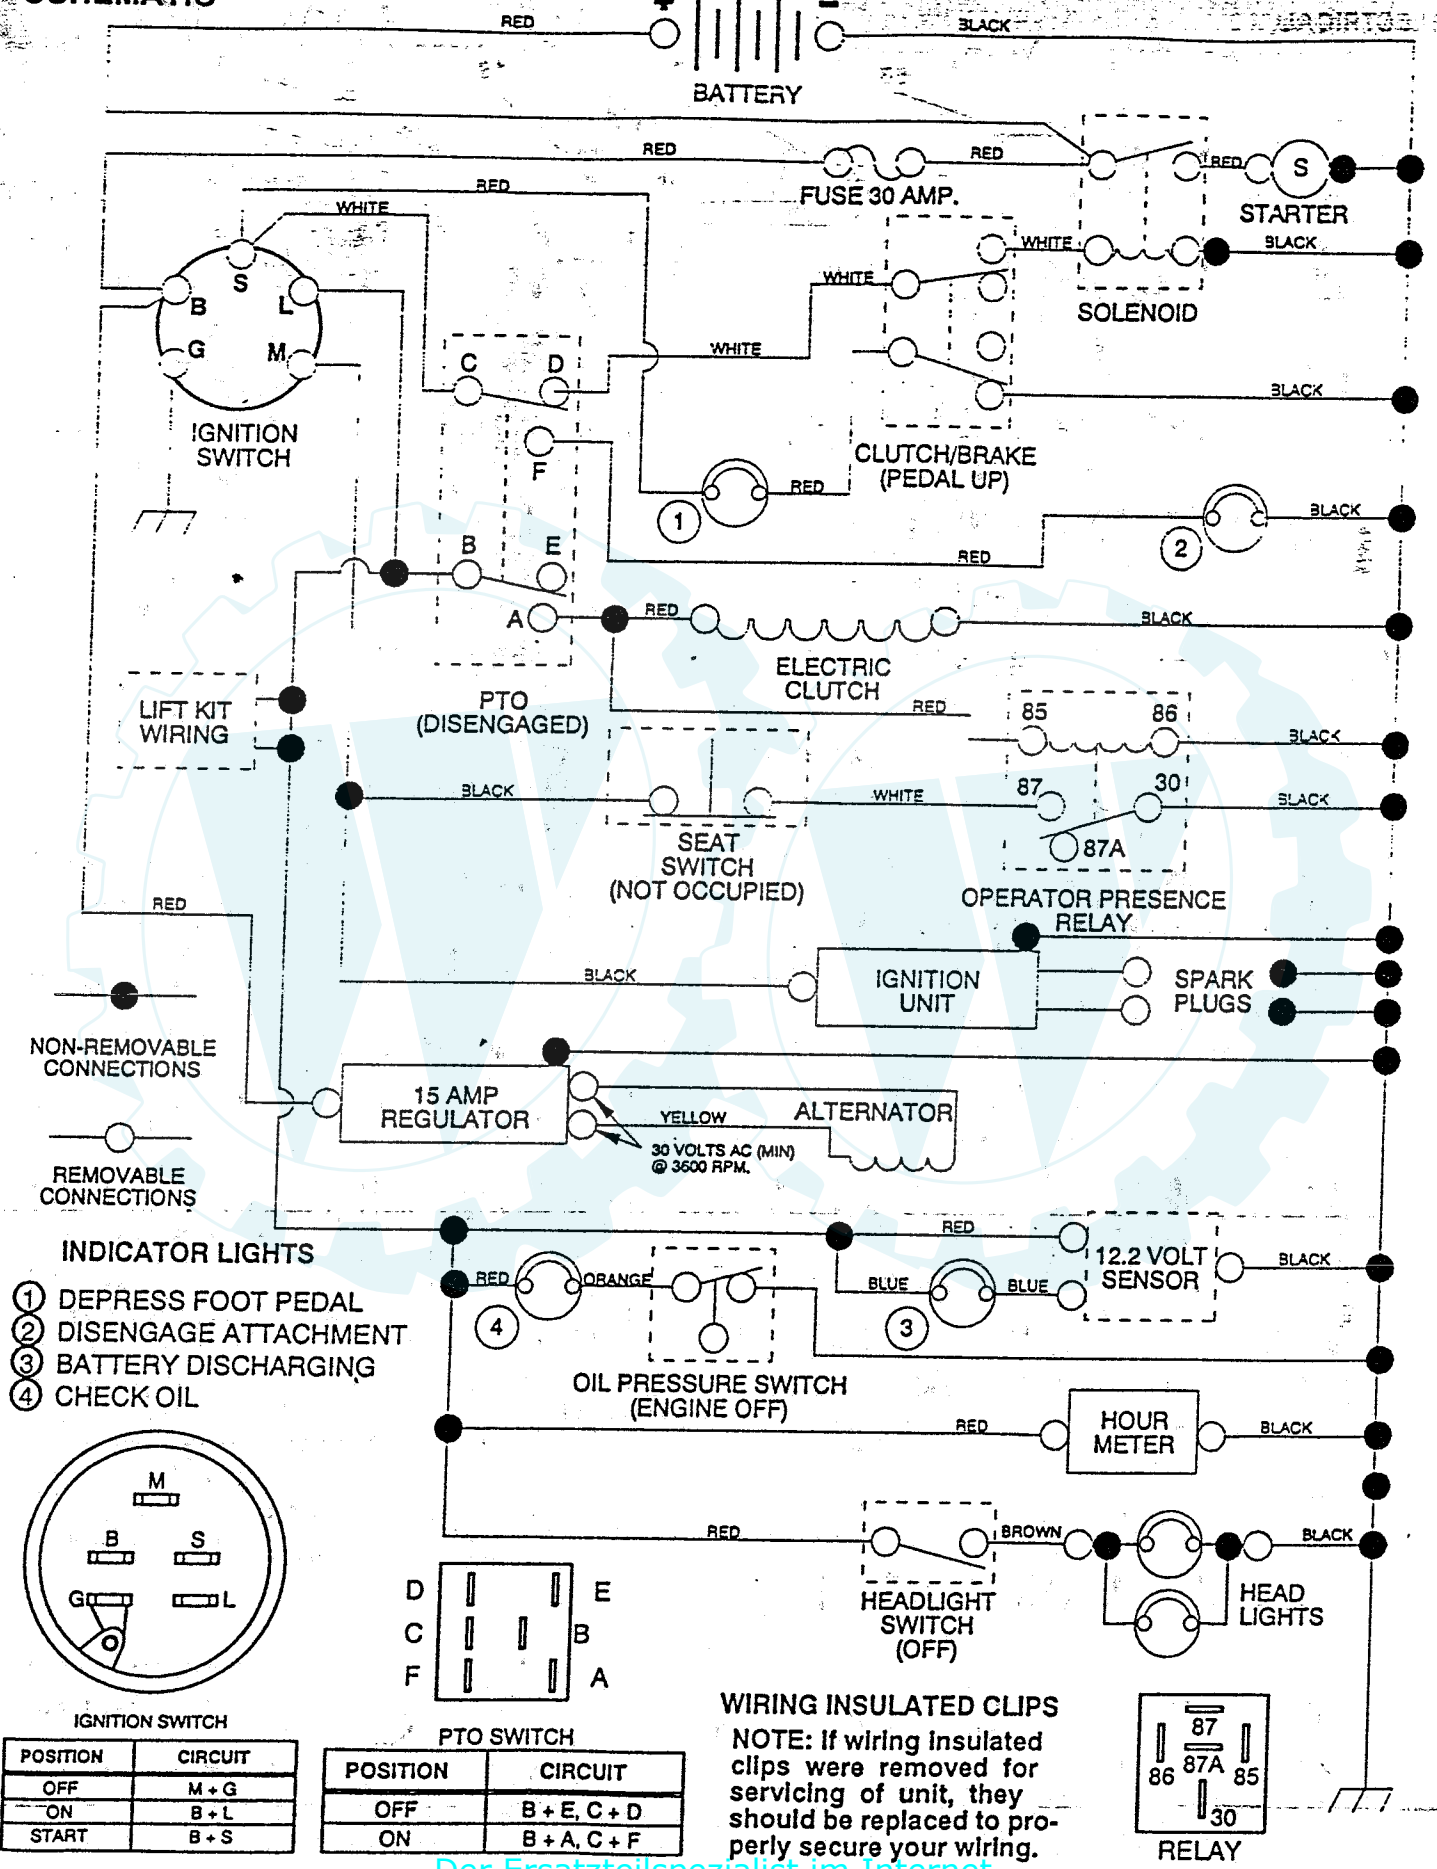 SCHEMATIC
RED
+
-
BLACK
BATTERY
RED
RED
RED
S
FUSE 30 AMP.
STARTER
RED
WHITE
WHITE
BLACK
WHITE
SOLENOID
S
B
L
G
M
IGNITION
SWITCH
C
D
WHITE
BLACK
CLUTCH/BRAKE
(PEDAL UP)
F
RED
1
BLACK
2
RED
B
E
A
RED
BLACK
ELECTRIC
CLUTCH
PTO
(DISENGAGED)
LIFT KIT
WIRING
RED
85
86
BLACK
BLACK
WHITE
87
30
BLACK
87A
SEAT
SWITCH
(NOT OCCUPIED)
OPERATOR PRESENCE
RELAY
RED
BLACK
IGNITION
UNIT
SPARK
PLUGS
NON-REMOVABLE
CONNECTIONS
15 AMP
REGULATOR
YELLOW
ALTERNATOR
30 VOLTS AC (MIN)
@ 3600 RPM.
REMOVABLE
CONNECTIONS
RED
12.2 VOLT
SENSOR
BLACK
INDICATOR LIGHTS
1 DEPRESS FOOT PEDAL
2 DISENGAGE ATTACHMENT
3 BATTERY DISCHARGING
4 CHECK OIL
RED
ORANGE
BLUE
BLUE
4
3
OIL PRESSURE SWITCH
(ENGINE OFF)
RED
HOUR
METER
BLACK
M
B
S
G
L
RED
BROWN
BLACK
HEADLIGHT
SWITCH
(OFF)
HEAD
LIGHTS
D
E
C
B
F
A
IGNITION SWITCH
POSITION CIRCUIT
OFF M + G
ON B + L
START B + S
PTO SWITCH
POSITION CIRCUIT
OFF B + E, C + D
ON B + A, C + F
WIRING INSULATED CLIPS
NOTE: If wiring insulated
clips were removed for
servicing of unit, they
should be replaced to pro-
perly secure your wiring.
87
87A
86
85
30
RELAY
Der Ersatzteilspezialist im Internet